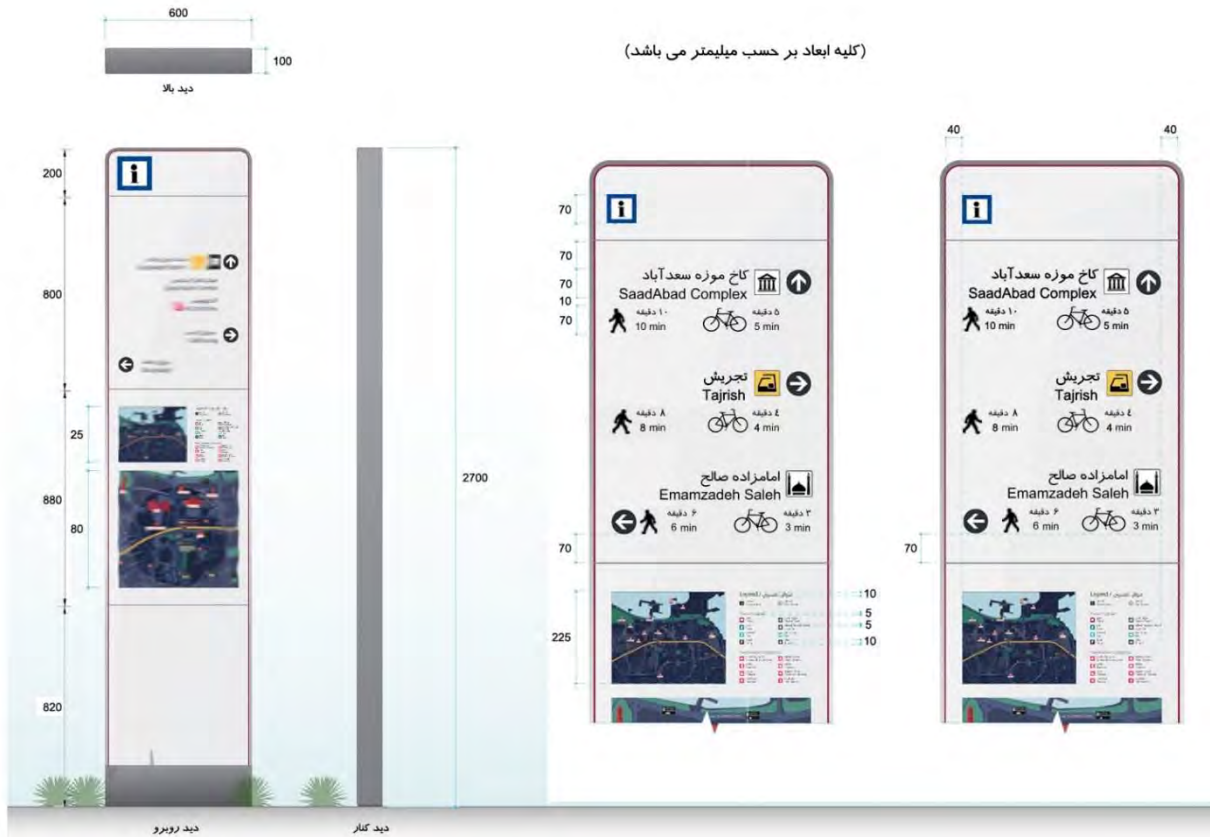 600
100
دید بالا
(کلیه ابعاد بر حسب میلیمتر می باشد)
200
800
25
880
80
820
i
دید روبرو
2700
دید کنار
70
70
70
10
70
70
225
i
کاخ موزه سعدآباد
SaadAbad Complex
۱۰ دقیقه
10 min
۵ دقیقه
5 min
تجریش
Tajrish
۸ دقیقه
8 min
٤ دقیقه
4 min
امامزاده صالح
Emamzadeh Saleh
۶ دقیقه
6 min
۳ دقیقه
3 min
Legend /
10
5
5
10
40
40
i
کاخ موزه سعدآباد
SaadAbad Complex
۱۰ دقیقه
10 min
۵ دقیقه
5 min
تجریش
Tajrish
۸ دقیقه
8 min
٤ دقیقه
4 min
امامزاده صالح
Emamzadeh Saleh
۶ دقیقه
6 min
۳ دقیقه
3 min
70
Legend /